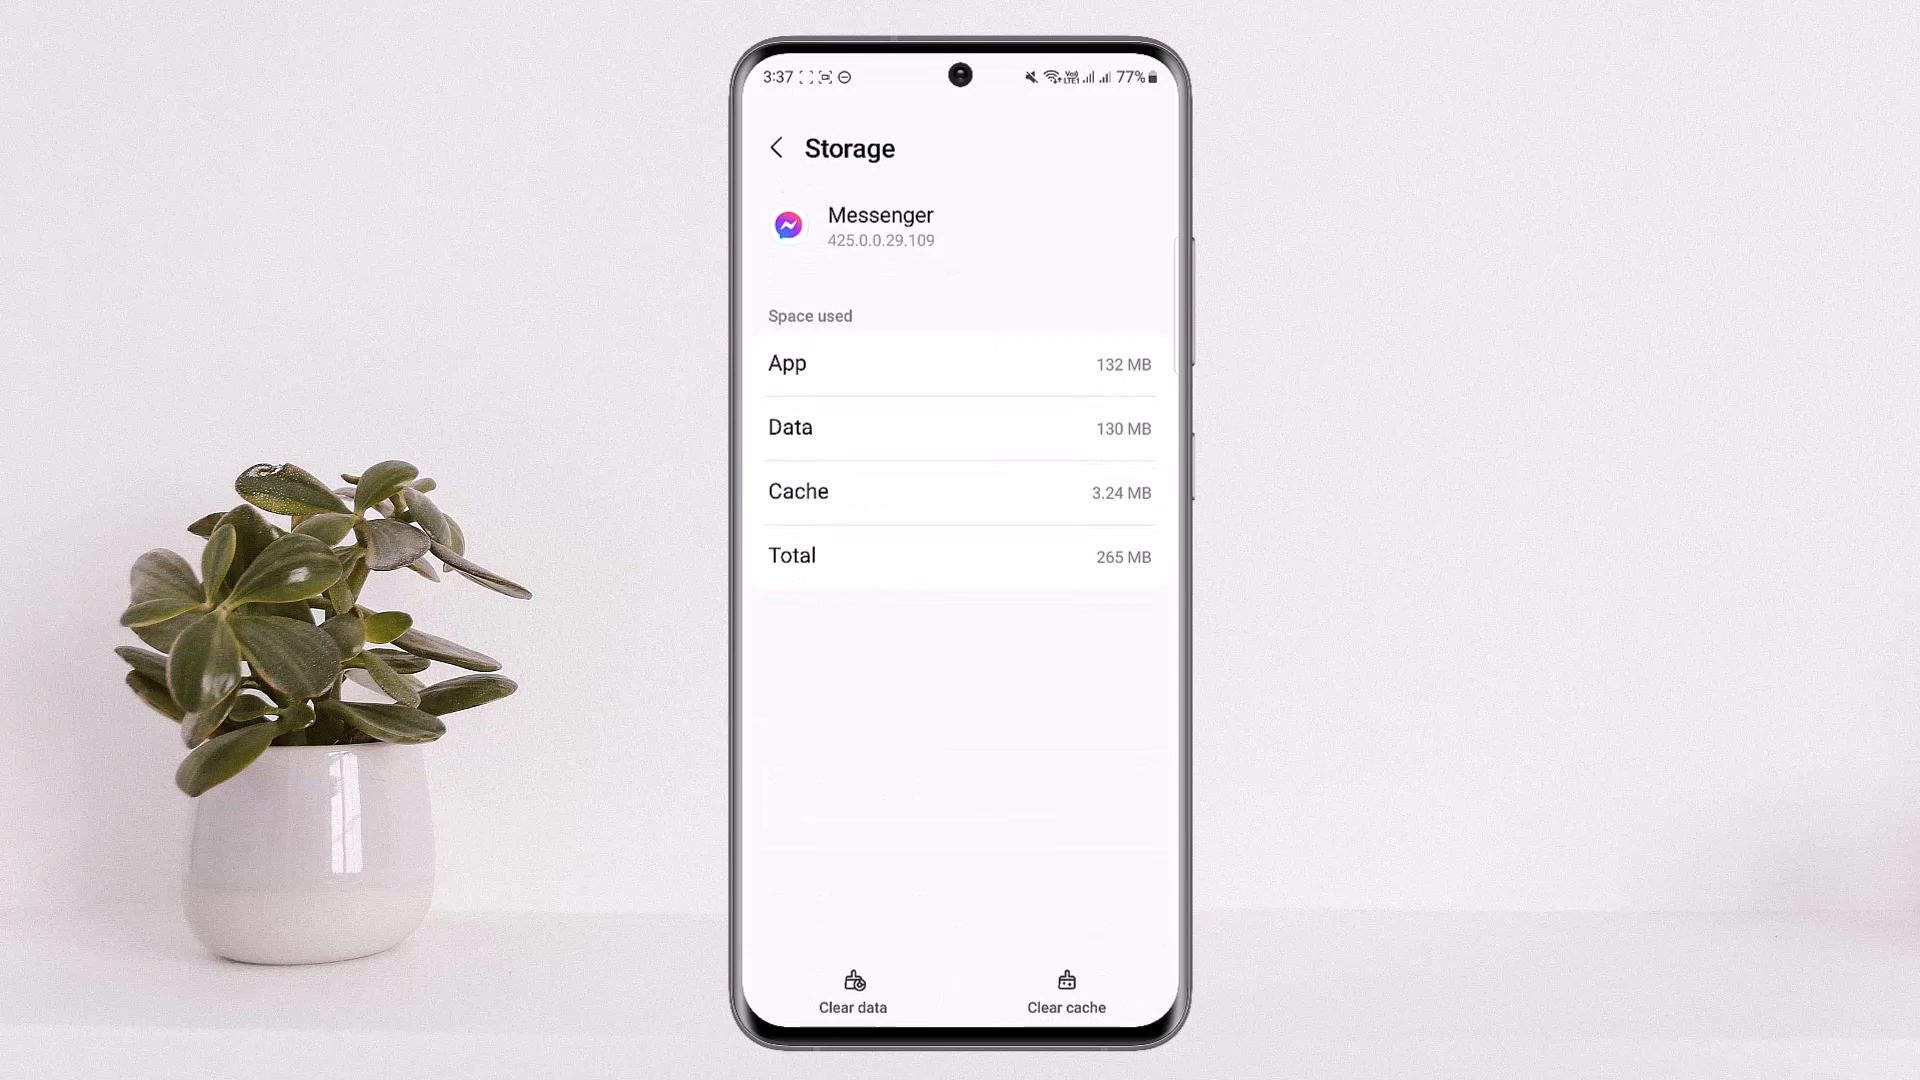 3:37 77%
Storage
Messenger
425.0.0.29.109
Space used
App 132 MB
Data 130 MB
Cache 3.24 MB
Total 265 MB
Clear data Clear cache